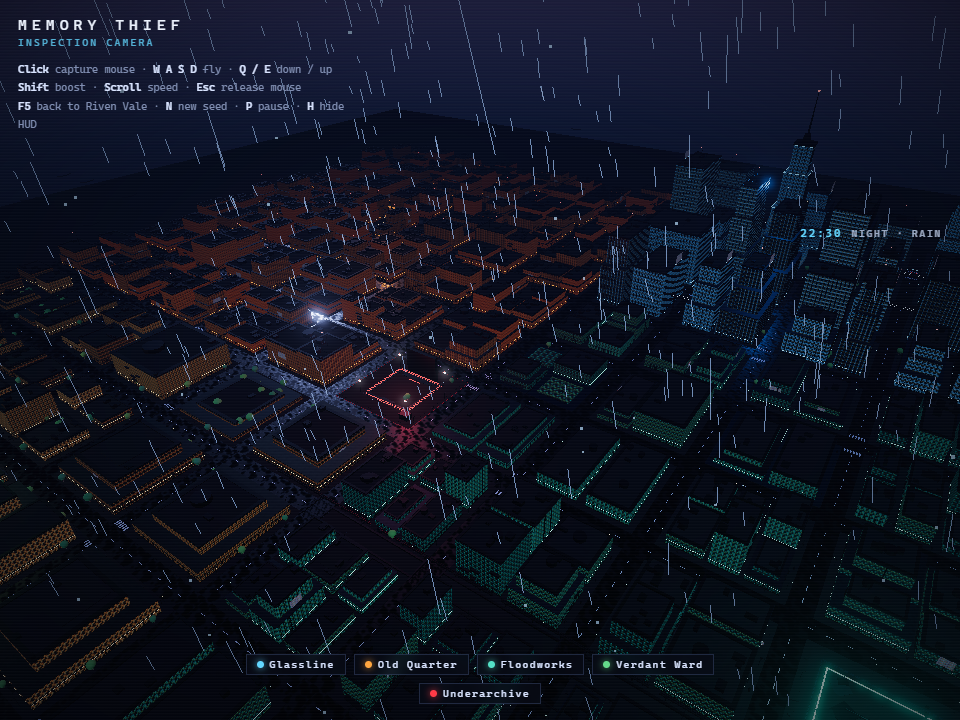 MEMORY THIEF
INSPECTION CAMERA
Click capture mouse · W A S D fly · Q / E down / up
Shift boost · Scroll speed · Esc release mouse
F5 back to Riven Vale · N new seed · P pause · H hide
HUD
22:30 NIGHT · RAIN
Glassline Old Quarter Floodworks Verdant Ward
Underarchive